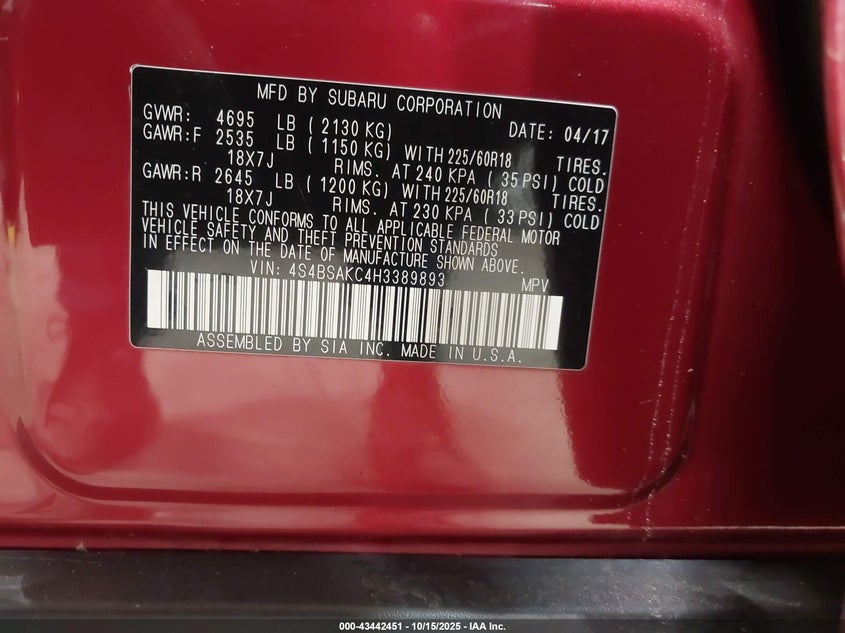 MFD BY SUBARU CORPORATION
GVWR: 4695 LB ( 2130 KG) DATE: 04/17
GAWR:F 2535 LB ( 1150 KG) WITH 225/60R18 TIRES.
18X7J RIMS. AT 240 KPA ( 35 PSI) COLD
GAWR:R 2645 LB ( 1200 KG) WITH 225/60R18 TIRES.
18X7J RIMS. AT 230 KPA ( 33 PSI) COLD
THIS VEHICLE CONFORMS TO ALL APPLICABLE FEDERAL MOTOR
VEHICLE SAFETY AND THEFT PREVENTION STANDARDS
IN EFFECT ON THE DATE OF MANUFACTURE SHOWN ABOVE.
VIN: 4S4BSAKC4H3389893 MPV
ASSEMBLED BY SIA INC. MADE IN U.S.A.
000-43442451 - 10/15/2025 - IAA Inc.